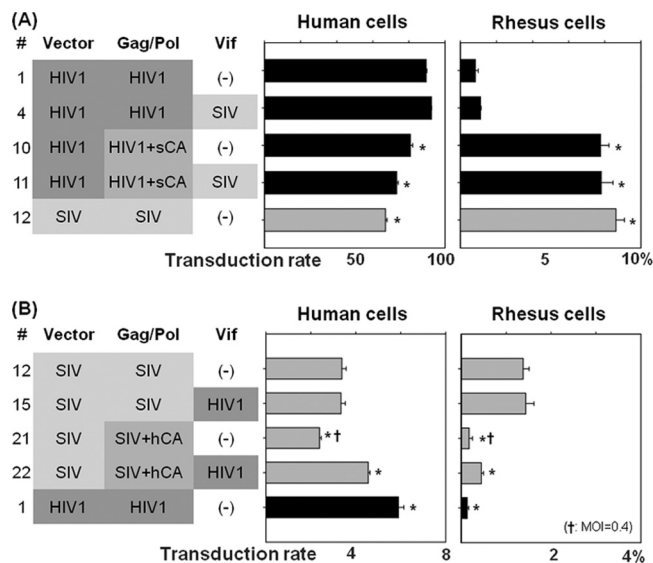 (A) Human cells Rhesus cells
# Vector Gag/Pol Vif
1 HIV1 HIV1 (-)
4 HIV1 HIV1 SIV
10 HIV1 HIV1+sCA (-) * *
11 HIV1 HIV1+sCA SIV * *
12 SIV SIV (-) * *
Transduction rate 50 100 5 10%
(B) Human cells Rhesus cells
# Vector Gag/Pol Vif
12 SIV SIV (-)
15 SIV SIV HIV1
21 SIV SIV+hCA (-) *† *†
22 SIV SIV+hCA HIV1 * *
1 HIV1 HIV1 (-) * * (†: MOI=0.4)
Transduction rate 4 8 2 4%